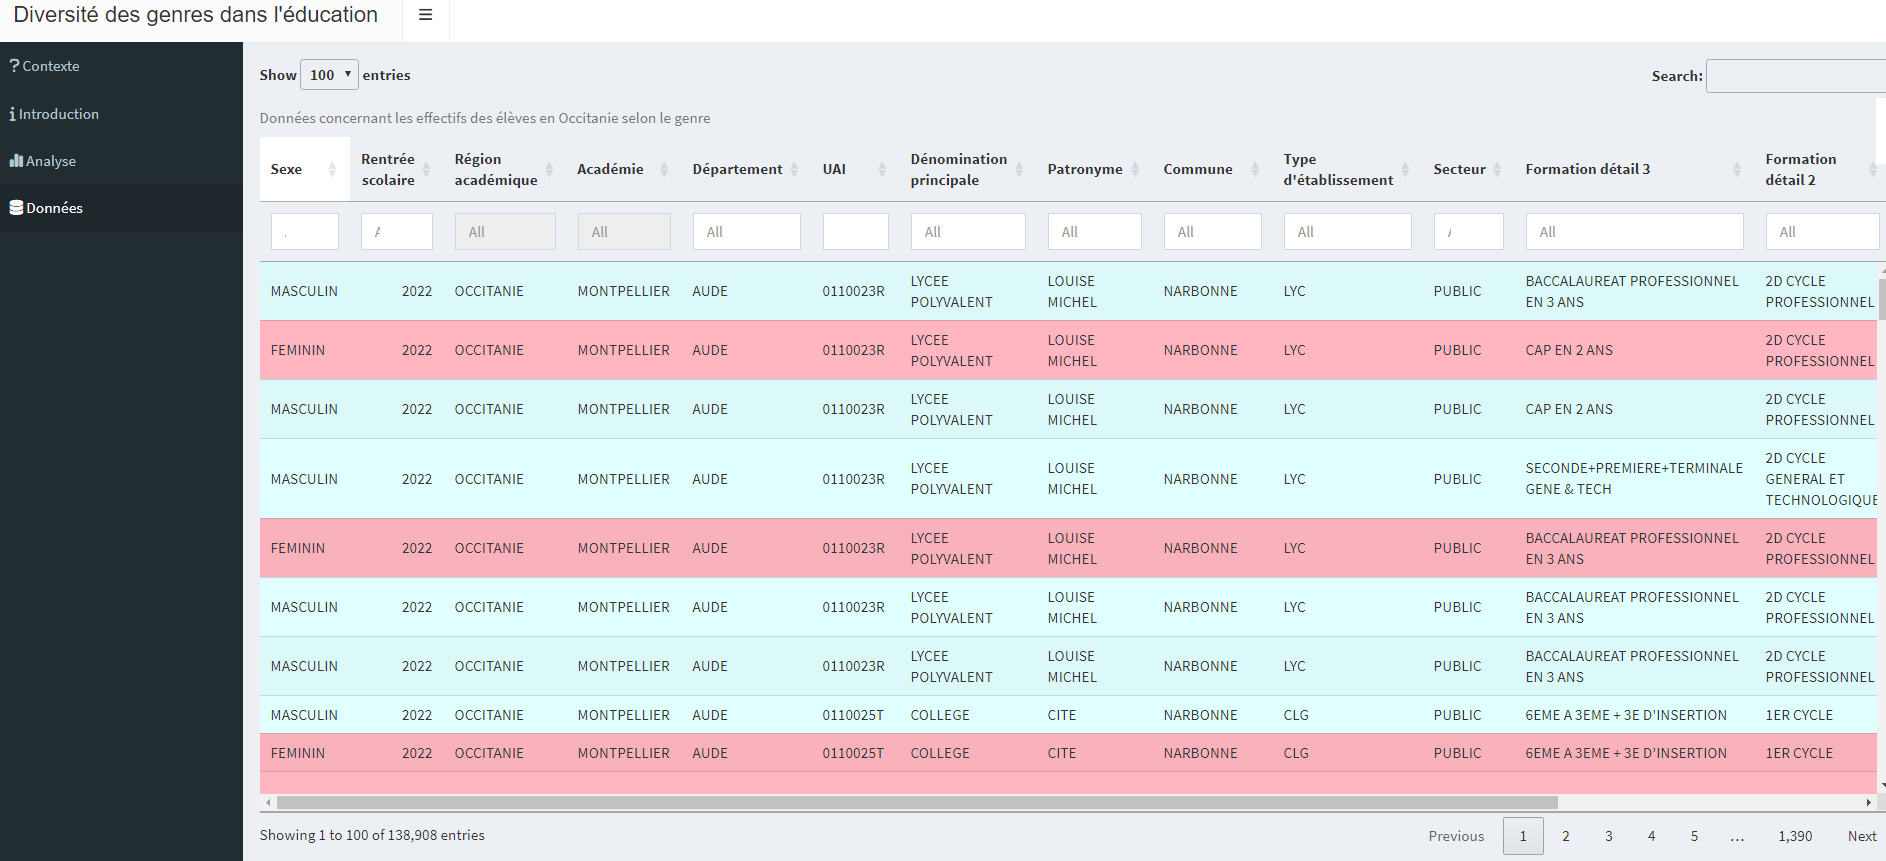 Diversité des genres dans l'éducation
Contexte
Introduction
Analyse
Données
Show 100 entries
Search:
Données concernant les effectifs des élèves en Occitanie selon le genre
Sexe Rentrée scolaire Région académique Académie Département UAI Dénomination principale Patronyme Commune Type d'établissement Secteur Formation détail 3 Formation détail 2
All All All All All All All All All
MASCULIN 2022 OCCITANIE MONTPELLIER AUDE 0110023R LYCEE POLYVALENT LOUISE MICHEL NARBONNE LYC PUBLIC BACCALAUREAT PROFESSIONNEL EN 3 ANS 2D CYCLE PROFESSIONNEL
FEMININ 2022 OCCITANIE MONTPELLIER AUDE 0110023R LYCEE POLYVALENT LOUISE MICHEL NARBONNE LYC PUBLIC CAP EN 2 ANS 2D CYCLE PROFESSIONNEL
MASCULIN 2022 OCCITANIE MONTPELLIER AUDE 0110023R LYCEE POLYVALENT LOUISE MICHEL NARBONNE LYC PUBLIC CAP EN 2 ANS 2D CYCLE PROFESSIONNEL
MASCULIN 2022 OCCITANIE MONTPELLIER AUDE 0110023R LYCEE POLYVALENT LOUISE MICHEL NARBONNE LYC PUBLIC SECONDE+PREMIERE+TERMINALE GENE & TECH 2D CYCLE GENERAL ET TECHNOLOGIQUE
FEMININ 2022 OCCITANIE MONTPELLIER AUDE 0110023R LYCEE POLYVALENT LOUISE MICHEL NARBONNE LYC PUBLIC BACCALAUREAT PROFESSIONNEL EN 3 ANS 2D CYCLE PROFESSIONNEL
MASCULIN 2022 OCCITANIE MONTPELLIER AUDE 0110023R LYCEE POLYVALENT LOUISE MICHEL NARBONNE LYC PUBLIC BACCALAUREAT PROFESSIONNEL EN 3 ANS 2D CYCLE PROFESSIONNEL
MASCULIN 2022 OCCITANIE MONTPELLIER AUDE 0110023R LYCEE POLYVALENT LOUISE MICHEL NARBONNE LYC PUBLIC BACCALAUREAT PROFESSIONNEL EN 3 ANS 2D CYCLE PROFESSIONNEL
MASCULIN 2022 OCCITANIE MONTPELLIER AUDE 0110025T COLLEGE CITE NARBONNE CLG PUBLIC 6EME A 3EME + 3E D'INSERTION 1ER CYCLE
FEMININ 2022 OCCITANIE MONTPELLIER AUDE 0110025T COLLEGE CITE NARBONNE CLG PUBLIC 6EME A 3EME + 3E D'INSERTION 1ER CYCLE
Showing 1 to 100 of 138,908 entries
Previous 1 2 3 4 5 … 1,390 Next